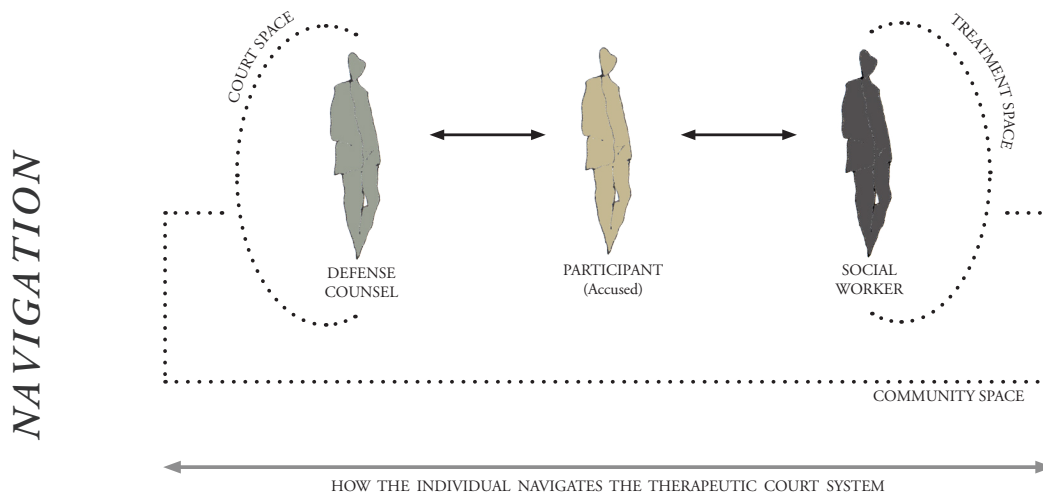 NAVIGATION
COURT SPACE
TREATMENT SPACE
DEFENSE
COUNSEL
PARTICIPANT
(Accused)
SOCIAL
WORKER
COMMUNITY SPACE
HOW THE INDIVIDUAL NAVIGATES THE THERAPEUTIC COURT SYSTEM